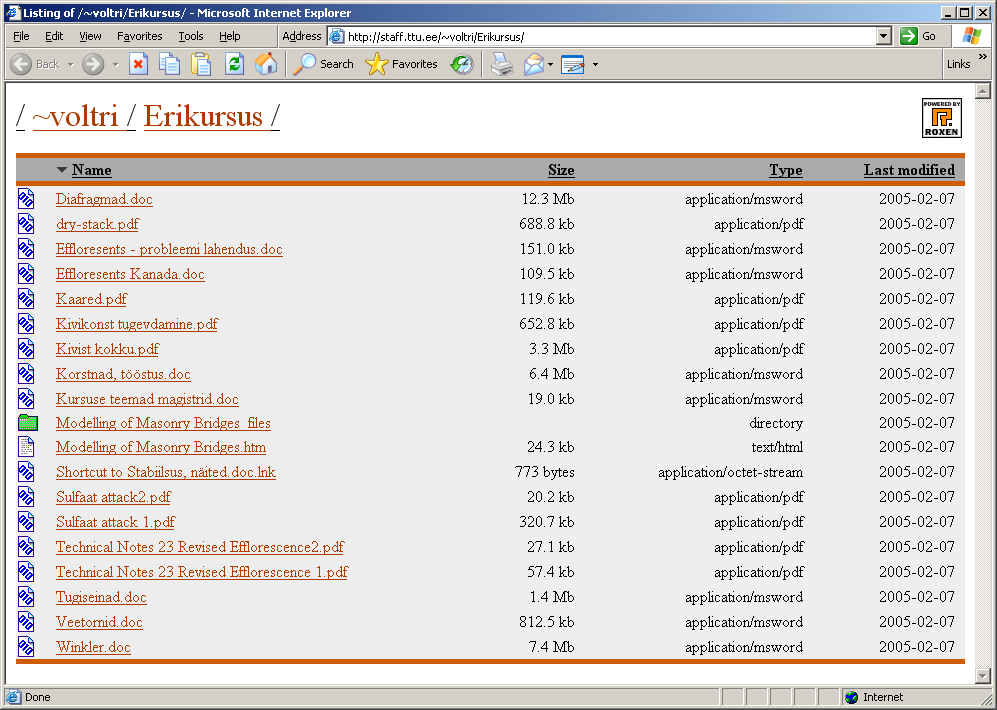 Listing of /~voltri/Erikursus/ - Microsoft Internet Explorer
File Edit View Favorites Tools Help Address http://staff.ttu.ee/~voltri/Erikursus/ Go
Back Search Favorites Links »
/ ~voltri / Erikursus /
POWERED BY
ROXEN
Name Size Type Last modified
Diafragmad.doc 12.3 Mb application/msword 2005-02-07
dry-stack.pdf 688.8 kb application/pdf 2005-02-07
Effloresents - probleemi lahendus.doc 151.0 kb application/msword 2005-02-07
Effloresents Kanada.doc 109.5 kb application/msword 2005-02-07
Kaared.pdf 119.6 kb application/pdf 2005-02-07
Kivikonst tugevdamine.pdf 652.8 kb application/pdf 2005-02-07
Kivist kokku.pdf 3.3 Mb application/pdf 2005-02-07
Korstnad, tööstus.doc 6.4 Mb application/msword 2005-02-07
Kursuse teemad magistrid.doc 19.0 kb application/msword 2005-02-07
Modelling of Masonry Bridges_files directory 2005-02-07
Modelling of Masonry Bridges.htm 24.3 kb text/html 2005-02-07
Shortcut to Stabiilsus, näited.doc.lnk 773 bytes application/octet-stream 2005-02-07
Sulfaat attack2.pdf 20.2 kb application/pdf 2005-02-07
Sulfaat attack 1.pdf 320.7 kb application/pdf 2005-02-07
Technical Notes 23 Revised Efflorescence2.pdf 27.1 kb application/pdf 2005-02-07
Technical Notes 23 Revised Efflorescence 1.pdf 57.4 kb application/pdf 2005-02-07
Tugiseinad.doc 1.4 Mb application/msword 2005-02-07
Veetornid.doc 812.5 kb application/msword 2005-02-07
Winkler.doc 7.4 Mb application/msword 2005-02-07
Done Internet